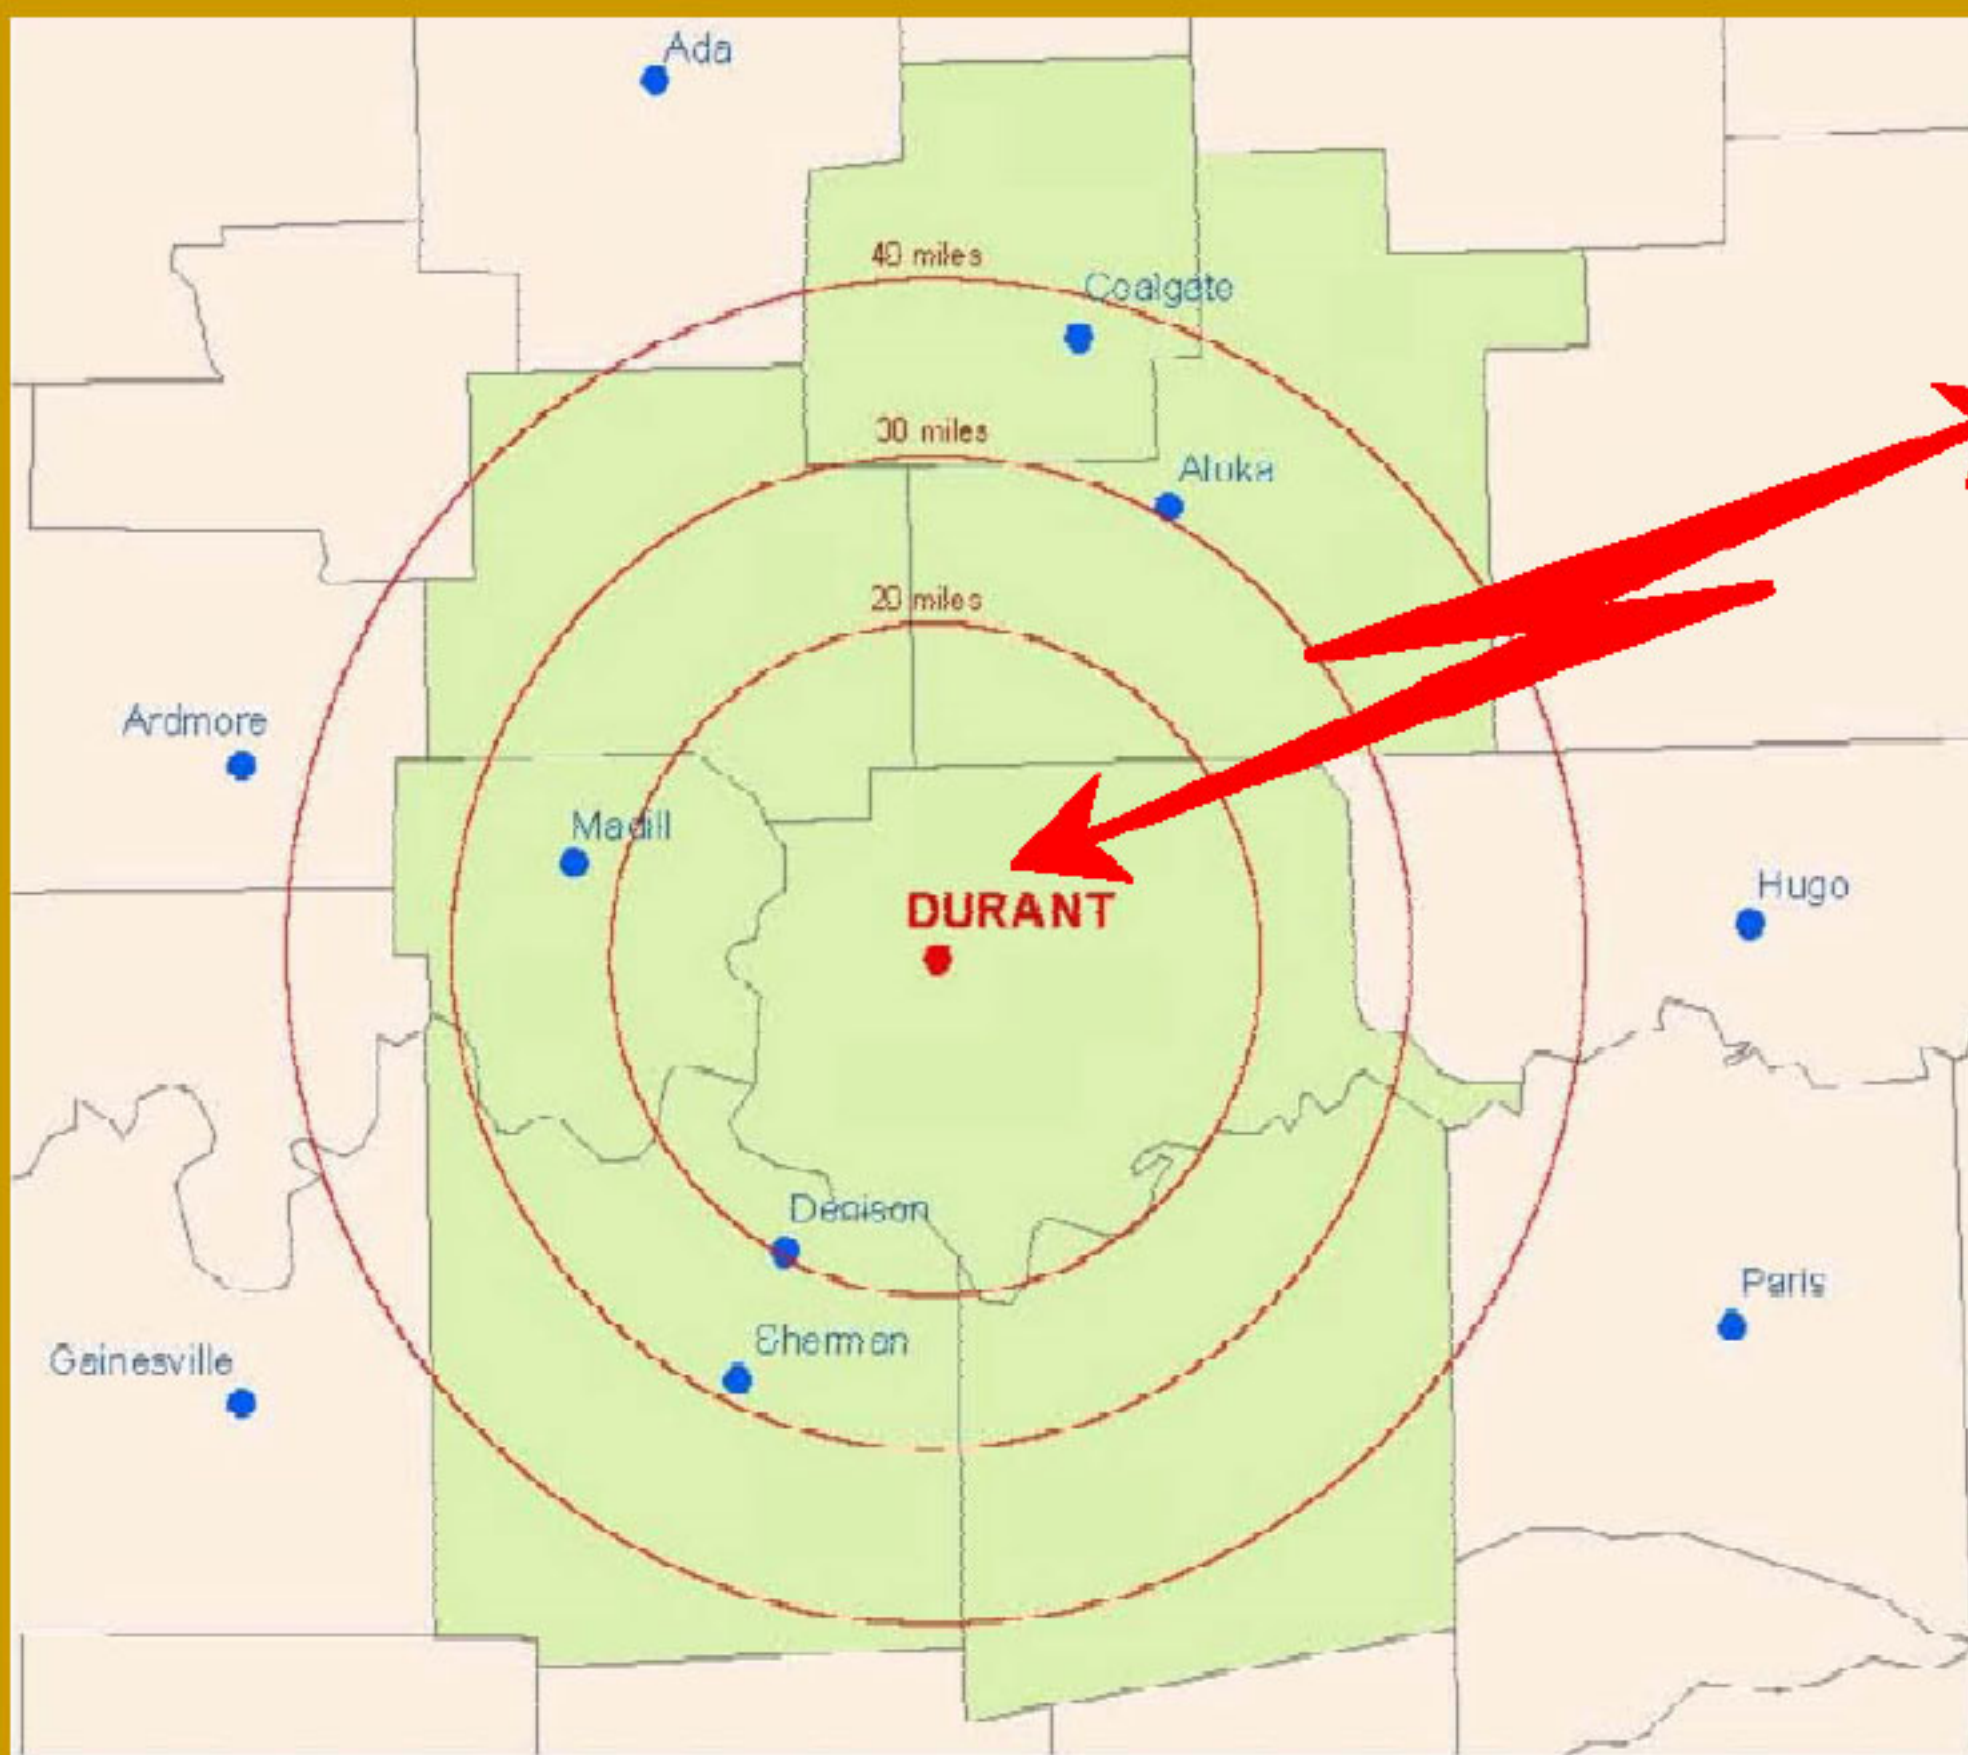 Ada
40 miles
Coalgate
30 miles
Atoka
20 miles
Ardmore
Madill
DURANT
Hugo
Denison
Paris
Sherman
Gainesville